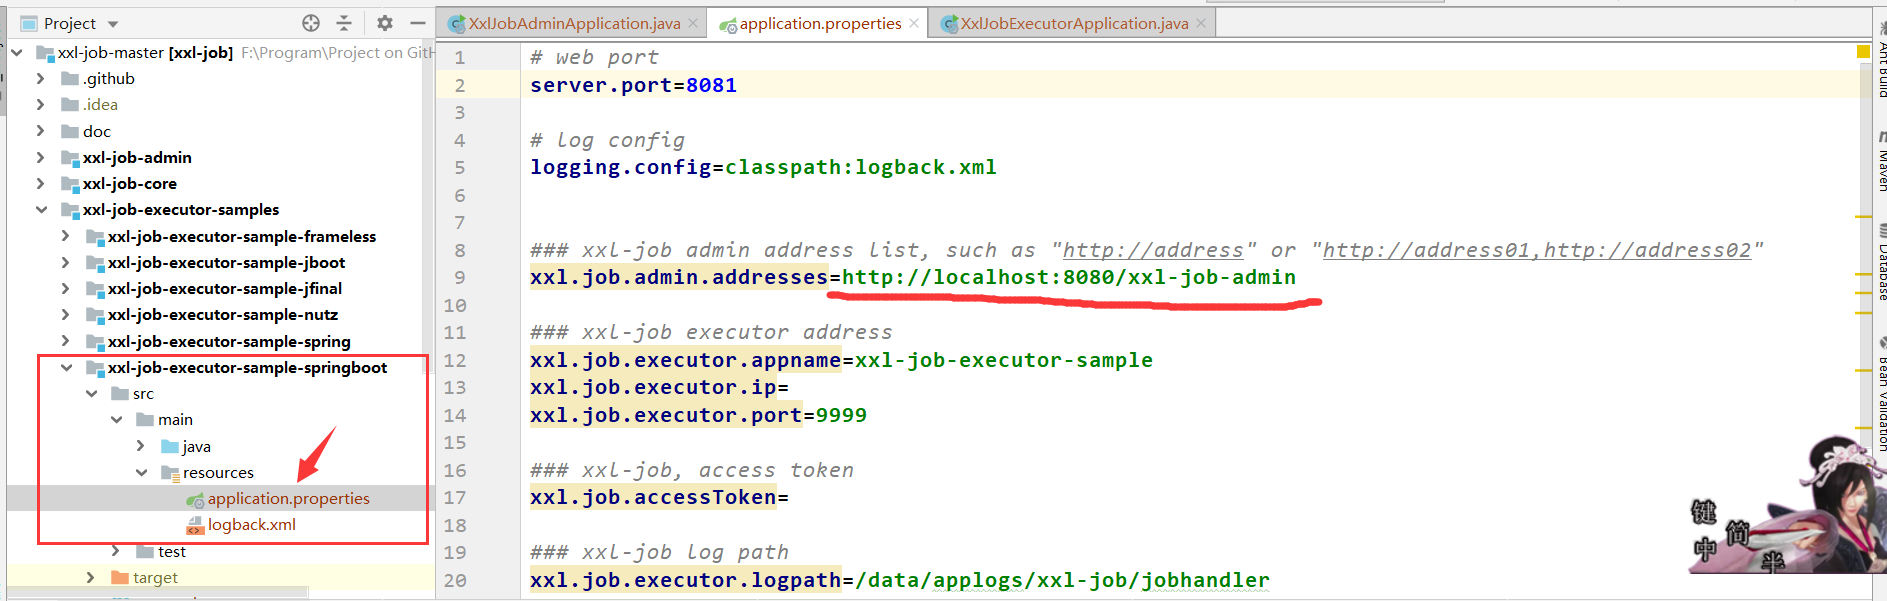 Project
xxl-job-master [xxl-job] F:\Program\Project on GitH
.github
.idea
doc
xxl-job-admin
xxl-job-core
xxl-job-executor-samples
xxl-job-executor-sample-frameless
xxl-job-executor-sample-jboot
xxl-job-executor-sample-jfinal
xxl-job-executor-sample-nutz
xxl-job-executor-sample-spring
xxl-job-executor-sample-springboot
src
main
java
resources
application.properties
logback.xml
test
target
XxlJobAdminApplication.java
application.properties
XxlJobExecutorApplication.java
1 # web port
2 server.port=8081
3
4 # log config
5 logging.config=classpath:logback.xml
6
7
8 ### xxl-job admin address list, such as "http://address" or "http://address01,http://address02"
9 xxl.job.admin.addresses=http://localhost:8080/xxl-job-admin
10
11 ### xxl-job executor address
12 xxl.job.executor.appname=xxl-job-executor-sample
13 xxl.job.executor.ip=
14 xxl.job.executor.port=9999
15
16 ### xxl-job, access token
17 xxl.job.accessToken=
18
19 ### xxl-job log path
20 xxl.job.executor.logpath=/data/applogs/xxl-job/jobhandler
Ant Build
Maven
Database
Bean Validation
键
简
中
半